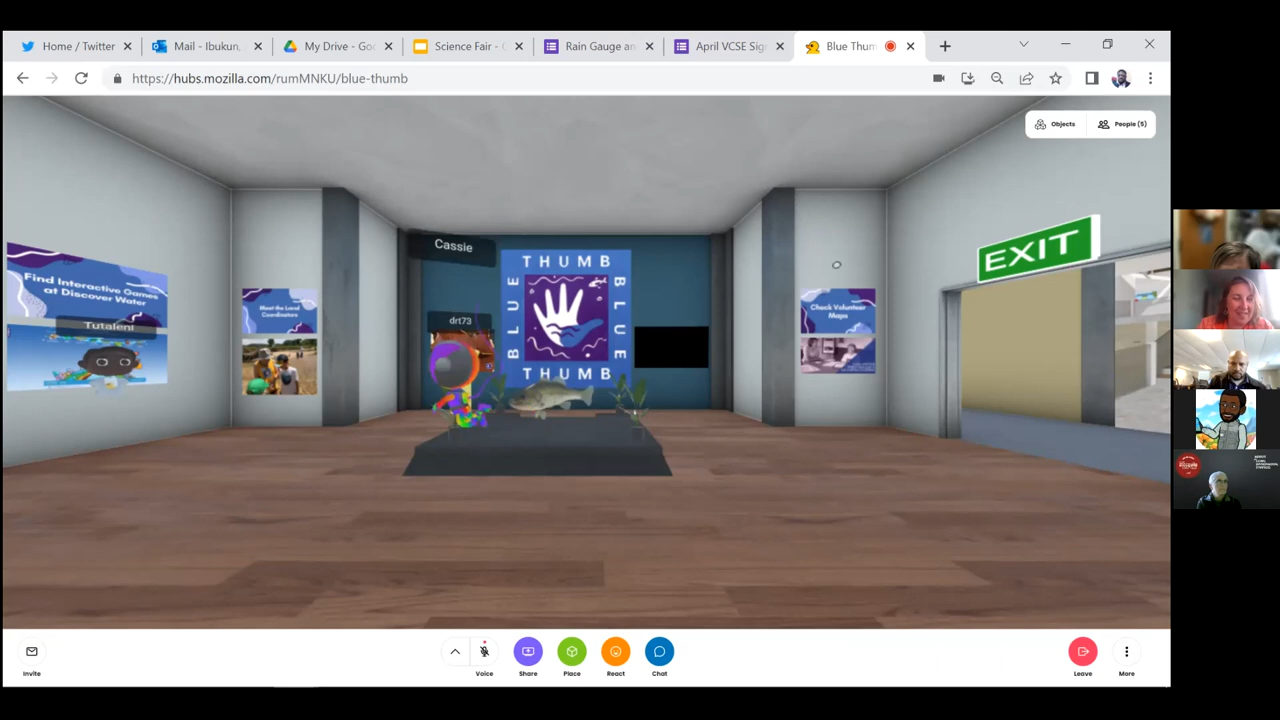 Home / Twitter
Mail - Ibukun,
My Drive - Goo
Science Fair - G
Rain Gauge an
April VCSE Sig
Blue Thum
https://hubs.mozilla.com/rumMNKU/blue-thumb
Objects
People (5)
Find Interactive Games
at Discover Water
Tutaleni
Meet the Local
Coordinators
Cassie
drt73
THUMB
BLUE
BLUE
THUMB
Check Volunteer
Maps
EXIT
Invite
Voice
Share
Place
React
Chat
Leave
More